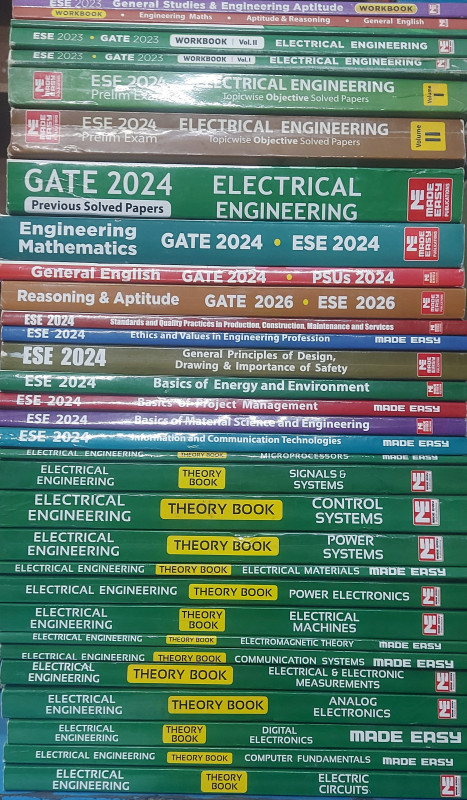 ESE 2023 General Studies & Engineering Aptitude WORKBOOK
WORKBOOK • Engineering Maths • Aptitude & Reasoning • General English
ESE 2023 • GATE 2023 WORKBOOK Vol.II ELECTRICAL ENGINEERING
ESE 2023 • GATE 2023 WORKBOOK Vol.I ELECTRICAL ENGINEERING
ESE 2024 ELECTRICAL ENGINEERING Volume I
Prelim Exam Topicwise Objective Solved Papers
ESE 2024 ELECTRICAL ENGINEERING Volume II
Prelim Exam Topicwise Objective Solved Papers
GATE 2024 ELECTRICAL
Previous Solved Papers ENGINEERING
MADE EASY PUBLICATIONS
Engineering
Mathematics GATE 2024 • ESE 2024
General English GATE 2024 • PSUs 2024
Reasoning & Aptitude GATE 2026 • ESE 2026
ESE 2024 Standards and Quality Practices in Production, Construction, Maintenance and Services
ESE 2024 Ethics and Values in Engineering Profession MADE EASY
ESE 2024 General Principles of Design,
Drawing & Importance of Safety
ESE 2024 Basics of Energy and Environment
ESE 2024 Basics of Project Management MADE EASY
ESE 2024 Basics of Material Science and Engineering
ESE 2024 Information and Communication Technologies MADE EASY
ELECTRICAL ENGINEERING THEORY BOOK MICROPROCESSORS MADE EASY
ELECTRICAL ENGINEERING THEORY BOOK SIGNALS & SYSTEMS
ELECTRICAL ENGINEERING THEORY BOOK CONTROL SYSTEMS
ELECTRICAL ENGINEERING THEORY BOOK POWER SYSTEMS
ELECTRICAL ENGINEERING THEORY BOOK ELECTRICAL MATERIALS MADE EASY
ELECTRICAL ENGINEERING THEORY BOOK POWER ELECTRONICS
ELECTRICAL ENGINEERING THEORY BOOK ELECTRICAL MACHINES
ELECTRICAL ENGINEERING THEORY BOOK ELECTROMAGNETIC THEORY MADE EASY
ELECTRICAL ENGINEERING THEORY BOOK COMMUNICATION SYSTEMS MADE EASY
ELECTRICAL ENGINEERING THEORY BOOK ELECTRICAL & ELECTRONIC MEASUREMENTS
ELECTRICAL ENGINEERING THEORY BOOK ANALOG ELECTRONICS
ELECTRICAL ENGINEERING THEORY BOOK DIGITAL ELECTRONICS MADE EASY
ELECTRICAL ENGINEERING THEORY BOOK COMPUTER FUNDAMENTALS MADE EASY
ELECTRICAL ENGINEERING THEORY BOOK ELECTRIC CIRCUITS